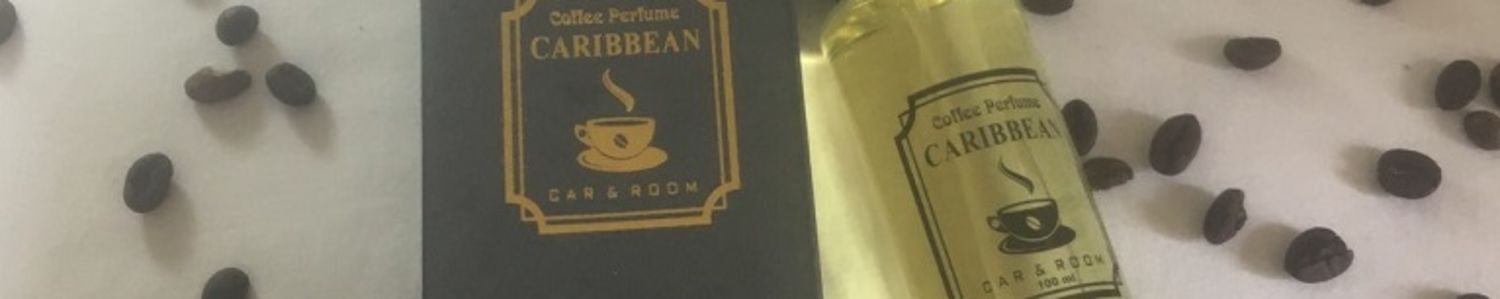 Coffee Perfume
CARIBBEAN
CAR & ROOM
Coffee Perfume
CARIBBEAN
CAR & ROOM
100 ml